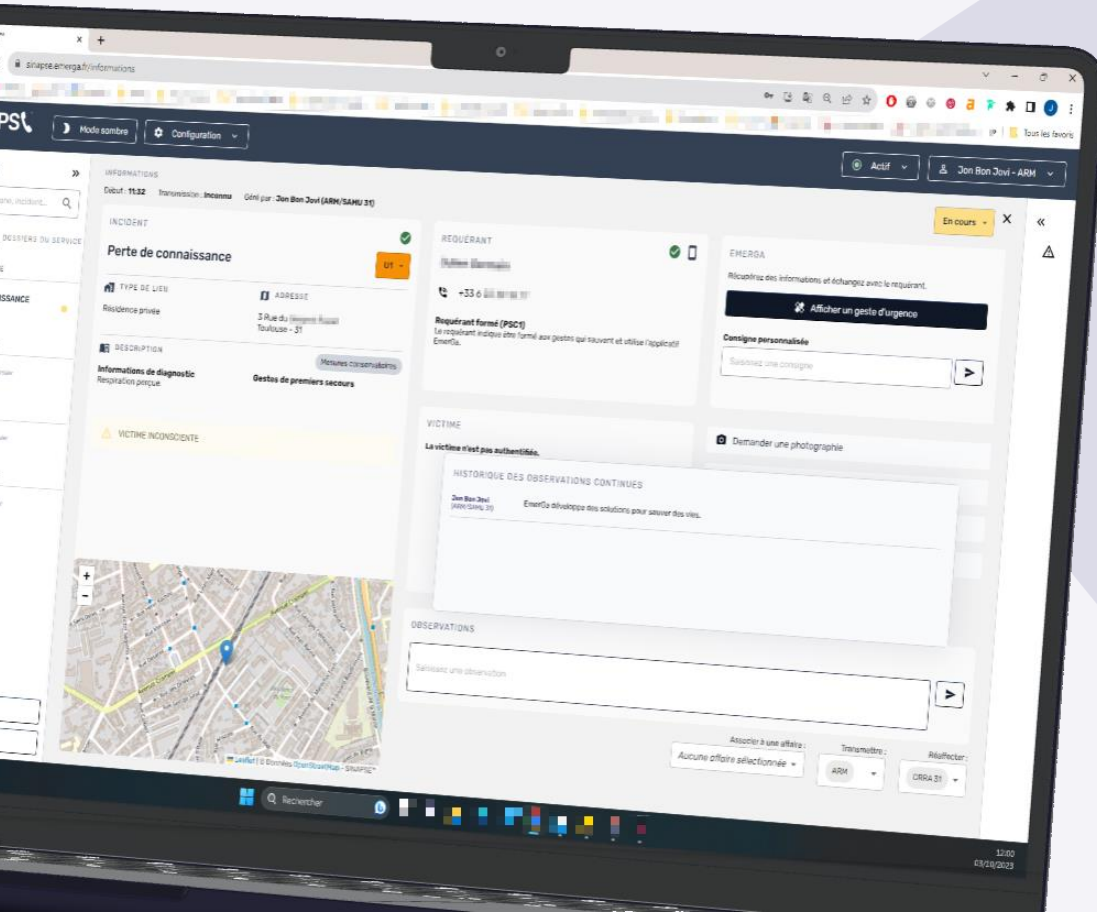 sinapse.emerga.fr/informations
Tous les favoris
Mode sombre
Configuration
Actif
Jon Bon Jovi - ARM
INFORMATIONS
Début : 11:32 Transmission : Inconnu Géré par : Jon Bon Jovi (ARM/SAMU 31)
En cours
DOSSIERS DU SERVICE
INCIDENT
Perte de connaissance
U1
TYPE DE LIEU
Résidence privée
ADRESSE
3 Rue du
Toulouse - 31
DESCRIPTION
Mesures conservatoires
Informations de diagnostic
Respiration perçue.
Gestes de premiers secours
VICTIME INCONSCIENTE
REQUÉRANT
+33 6
Requérant formé (PSC1)
Le requérant indique être formé aux gestes qui sauvent et utilise l'applicatif
EmerGa.
EMERGA
Récupérez des informations et échangez avec le requérant.
Afficher un geste d'urgence
Consigne personnalisée
Saisissez une consigne
Demander une photographie
VICTIME
La victime n'est pas authentifiée.
HISTORIQUE DES OBSERVATIONS CONTINUES
Jon Bon Jovi
(ARM/SAMU 31)
EmerGa développe des solutions pour sauver des vies.
OBSERVATIONS
Saisissez une observation
Associer à une affaire :
Aucune affaire sélectionnée
Transmettre :
ARM
Réaffecter :
CRRA 31
+
-
Leaflet | © Données OpenStreetMap - SINAPSE
Rechercher
12:00
03/10/2023